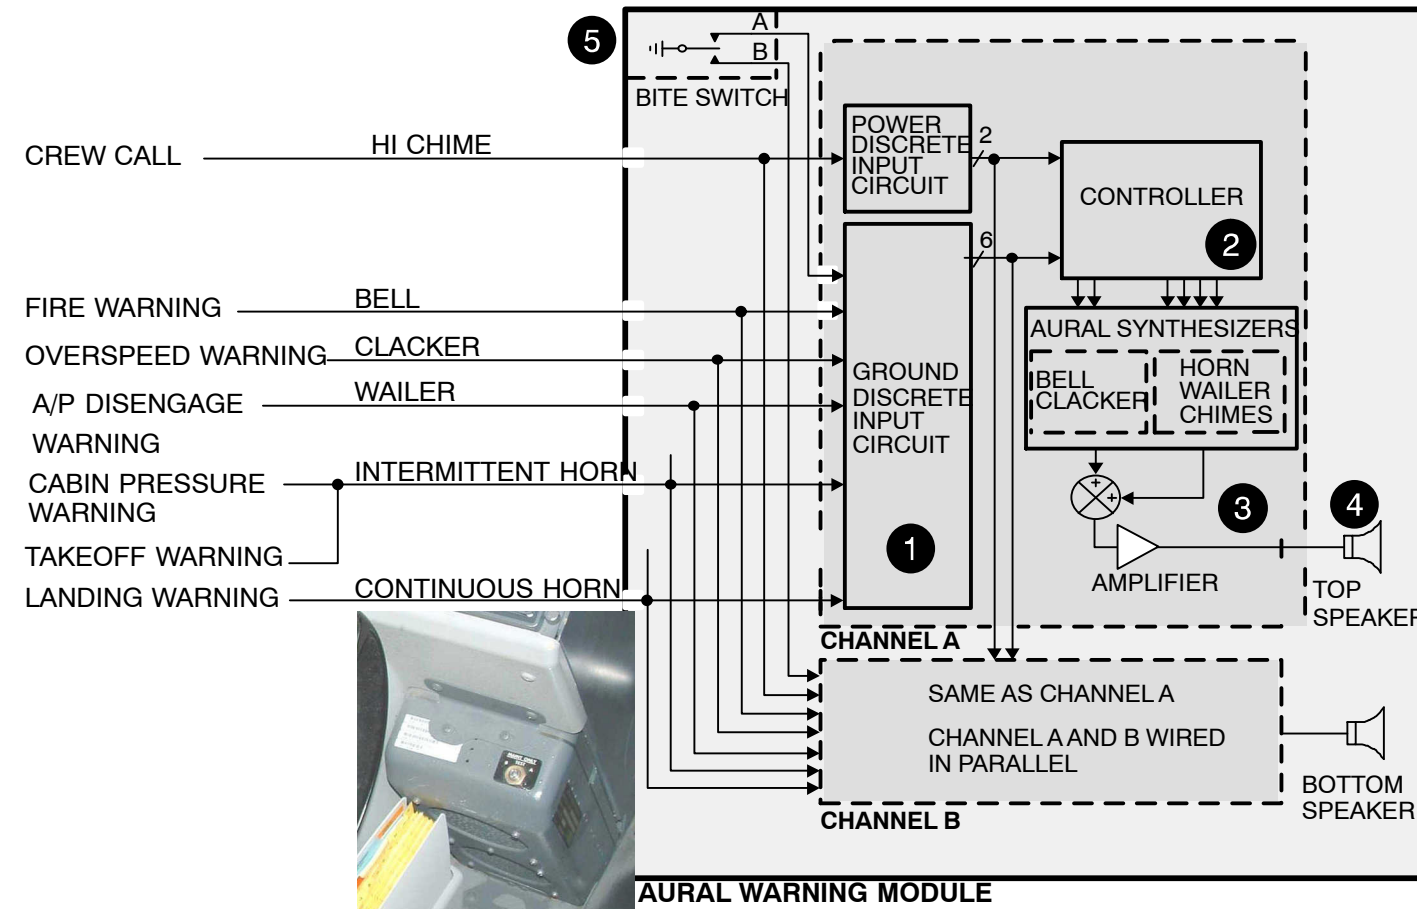 5
A
B
BITE SWITCH
CREW CALL
HI CHIME
POWER
DISCRETE
INPUT
CIRCUIT
2
CONTROLLER
2
6
FIRE WARNING
BELL
OVERSPEED WARNING
CLACKER
A/P DISENGAGE
WARNING
WAILER
CABIN PRESSURE
WARNING
INTERMITTENT HORN
TAKEOFF WARNING
LANDING WARNING
CONTINUOUS HORN
GROUND
DISCRETE
INPUT
CIRCUIT
1
AURAL SYNTHESIZERS
BELL
CLACKER
HORN
WAILER
CHIMES
+
+
3
4
AMPLIFIER
TOP
SPEAKER
CHANNEL A
SAME AS CHANNEL A
CHANNEL A AND B WIRED
IN PARALLEL
BOTTOM
SPEAKER
CHANNEL B
AURAL WARNING MODULE